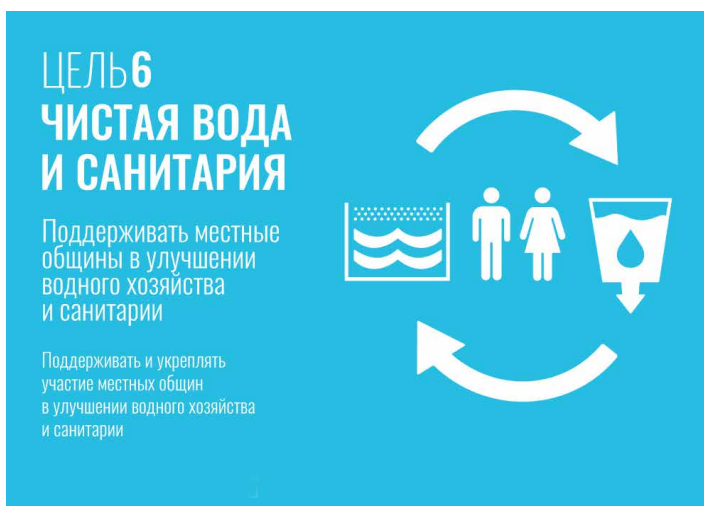 ЦЕЛЬ6
ЧИСТАЯ ВОДА
И САНИТАРИЯ
Поддерживать местные
общины в улучшении
водного хозяйства
и санитарии
Поддерживать и укреплять
участие местных общин
в улучшении водного хозяйства
и санитарии